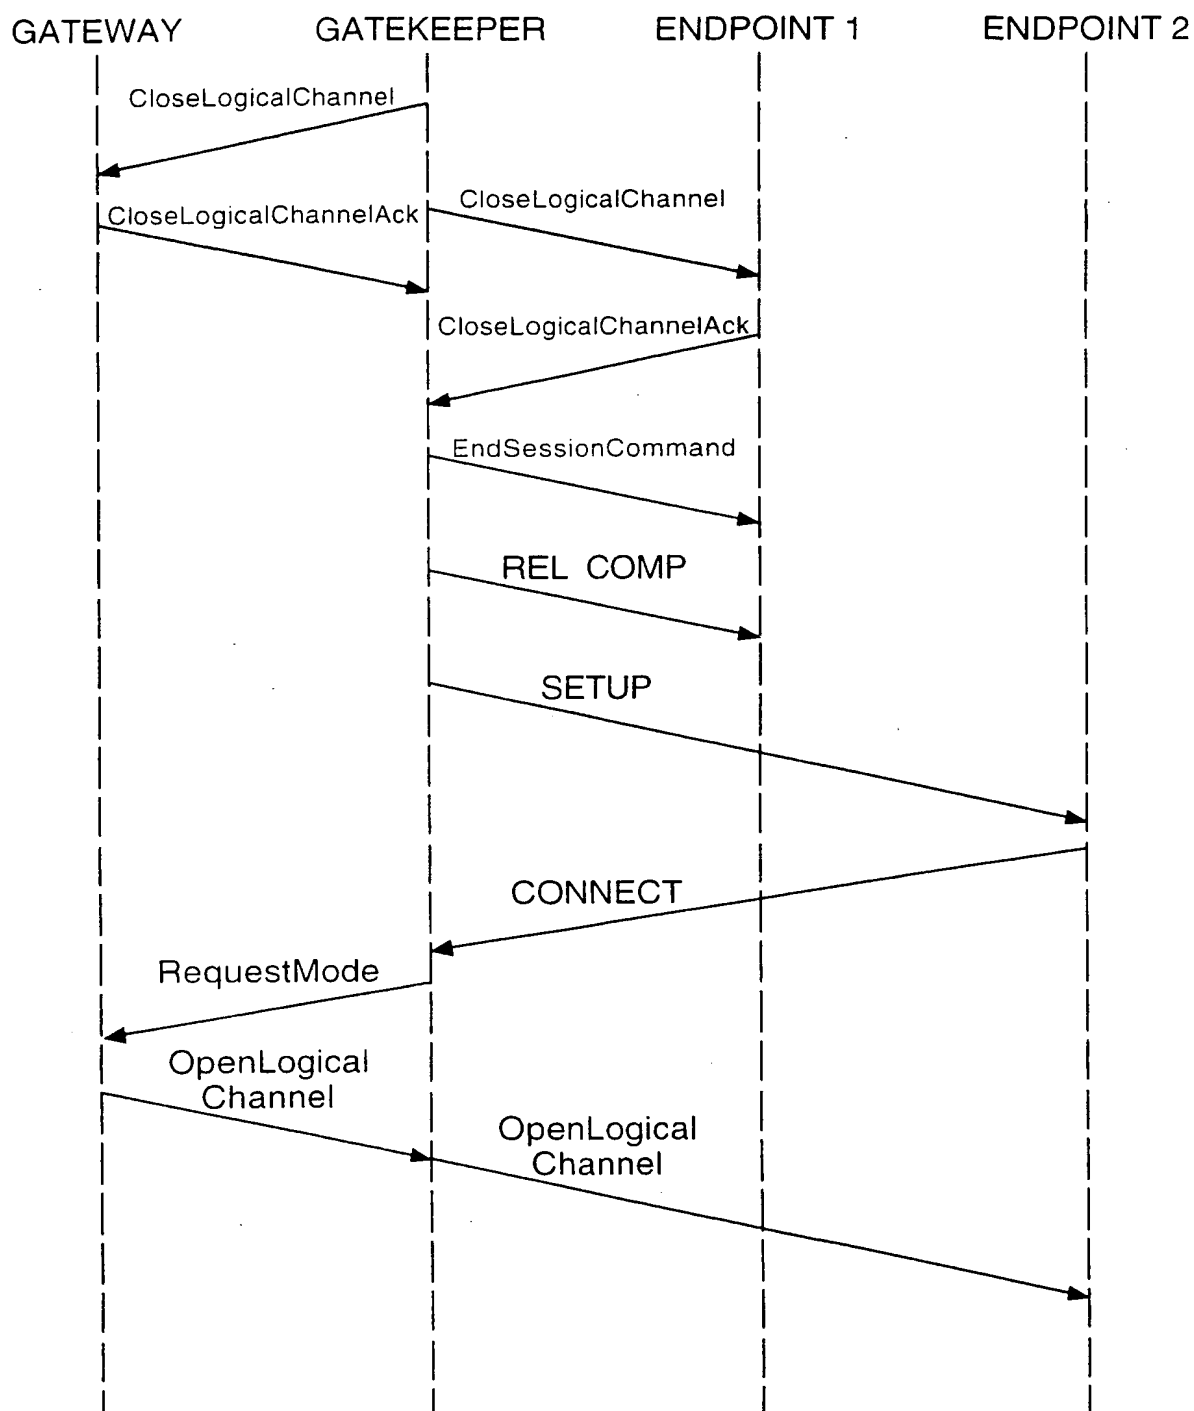 GATEWAY
GATEKEEPER
ENDPOINT 1
ENDPOINT 2
CloseLogicalChannel
CloseLogicalChannel
CloseLogicalChannelAck
CloseLogicalChannelAck
EndSessionCommand
REL COMP
SETUP
CONNECT
RequestMode
OpenLogical
Channel
OpenLogical
Channel